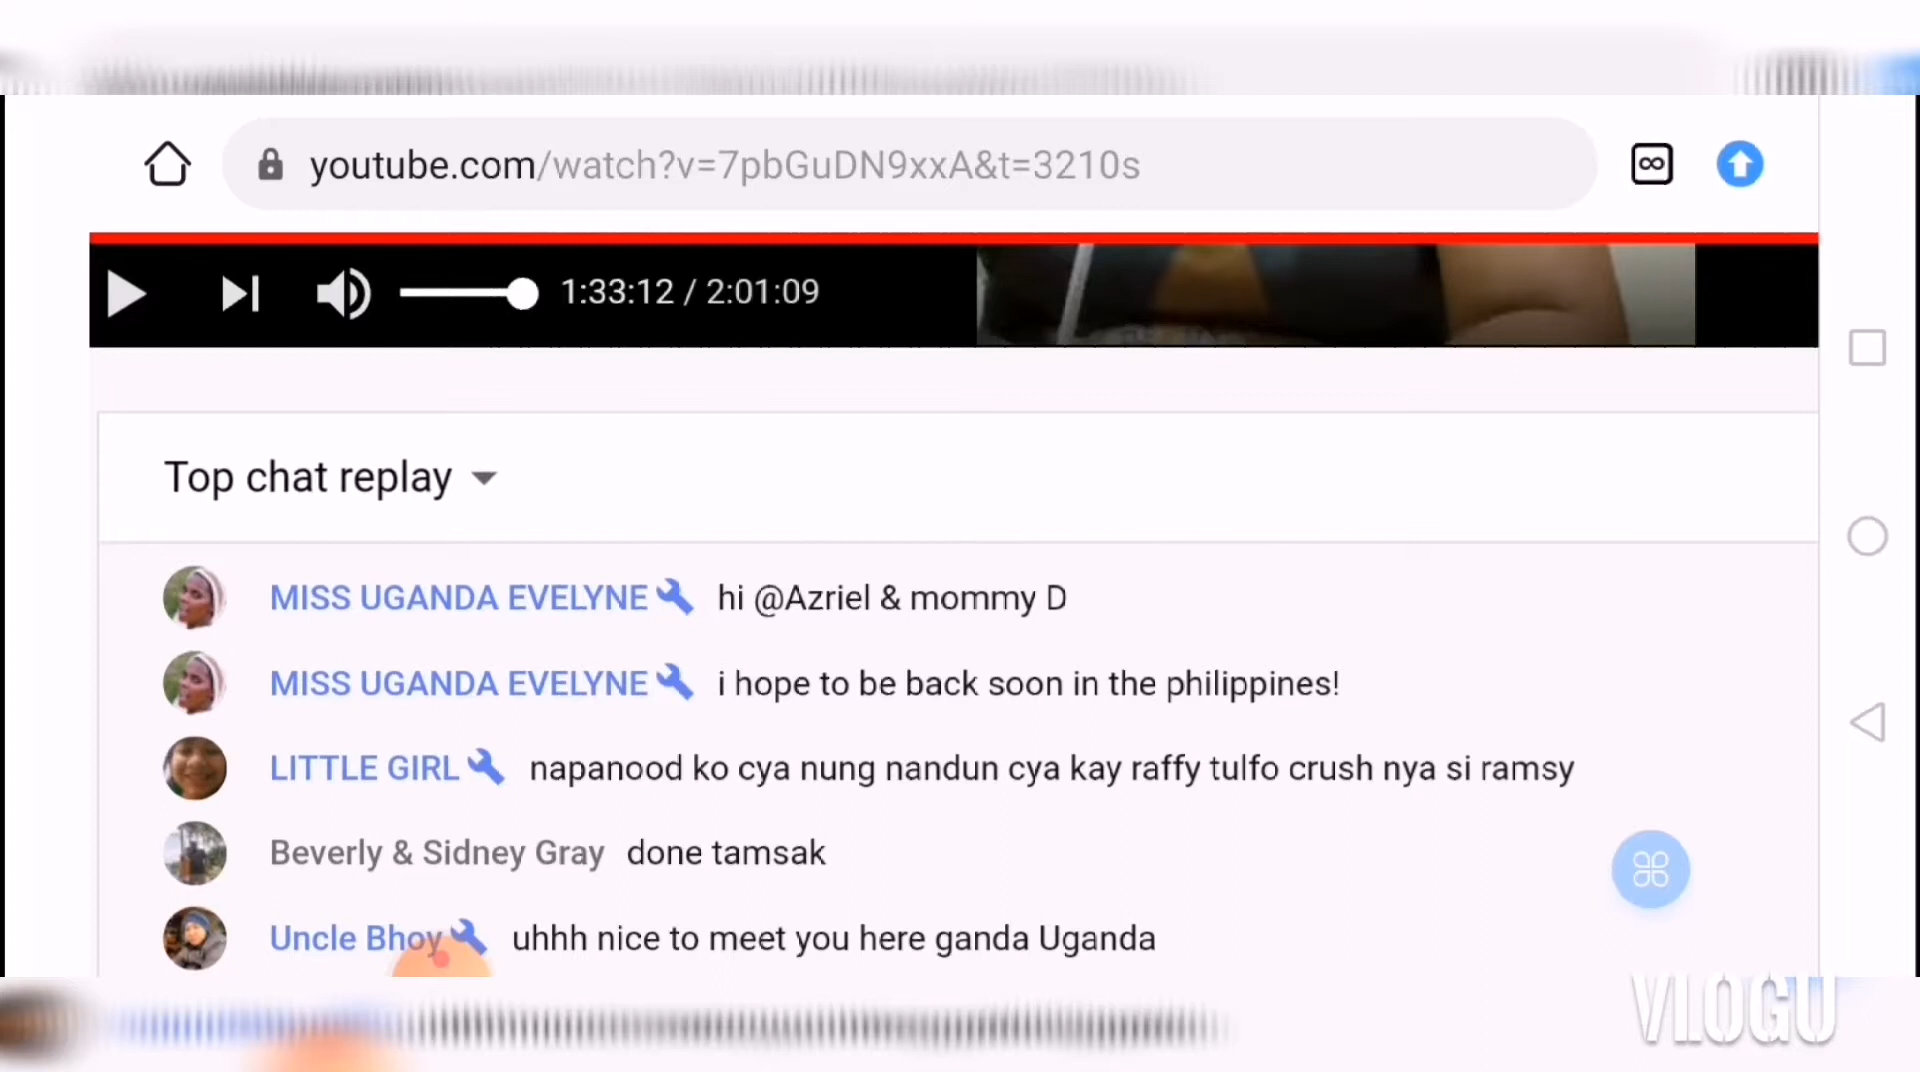 youtube.com/watch?v=7pbGuDN9xxA&t=3210s
1:33:12 / 2:01:09
Top chat replay
MISS UGANDA EVELYNE hi @Azriel & mommy D
MISS UGANDA EVELYNE i hope to be back soon in the philippines!
LITTLE GIRL napanood ko cya nung nandun cya kay raffy tulfo crush nya si ramsy
Beverly & Sidney Gray done tamsak
Uncle Bhoy uhhh nice to meet you here ganda Uganda
VLOGU